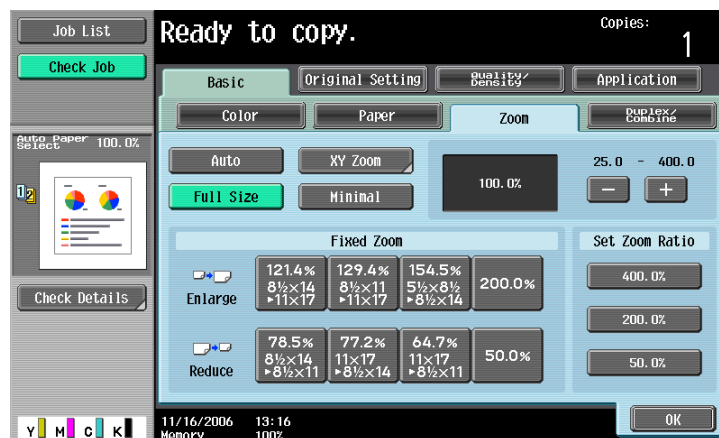 Job List
Check Job
Ready to copy.
Copies:
1
Basic
Original Setting
Quality/
Density
Application
Color
Paper
Zoom
Duplex/
Combine
Auto Paper
Select
100.0%
1 2
Check Details
Y M C K
Auto
XY Zoom
Full Size
Minimal
100.0%
25.0 - 400.0
− +
Fixed Zoom
Enlarge
121.4%
8½×14
▸11×17
129.4%
8½×11
▸11×17
154.5%
5½×8½
▸8½×14
200.0%
Reduce
78.5%
8½×14
▸8½×11
77.2%
11×17
▸8½×14
64.7%
11×17
▸8½×11
50.0%
Set Zoom Ratio
400.0%
200.0%
50.0%
11/16/2006 13:16
Memory 100%
OK